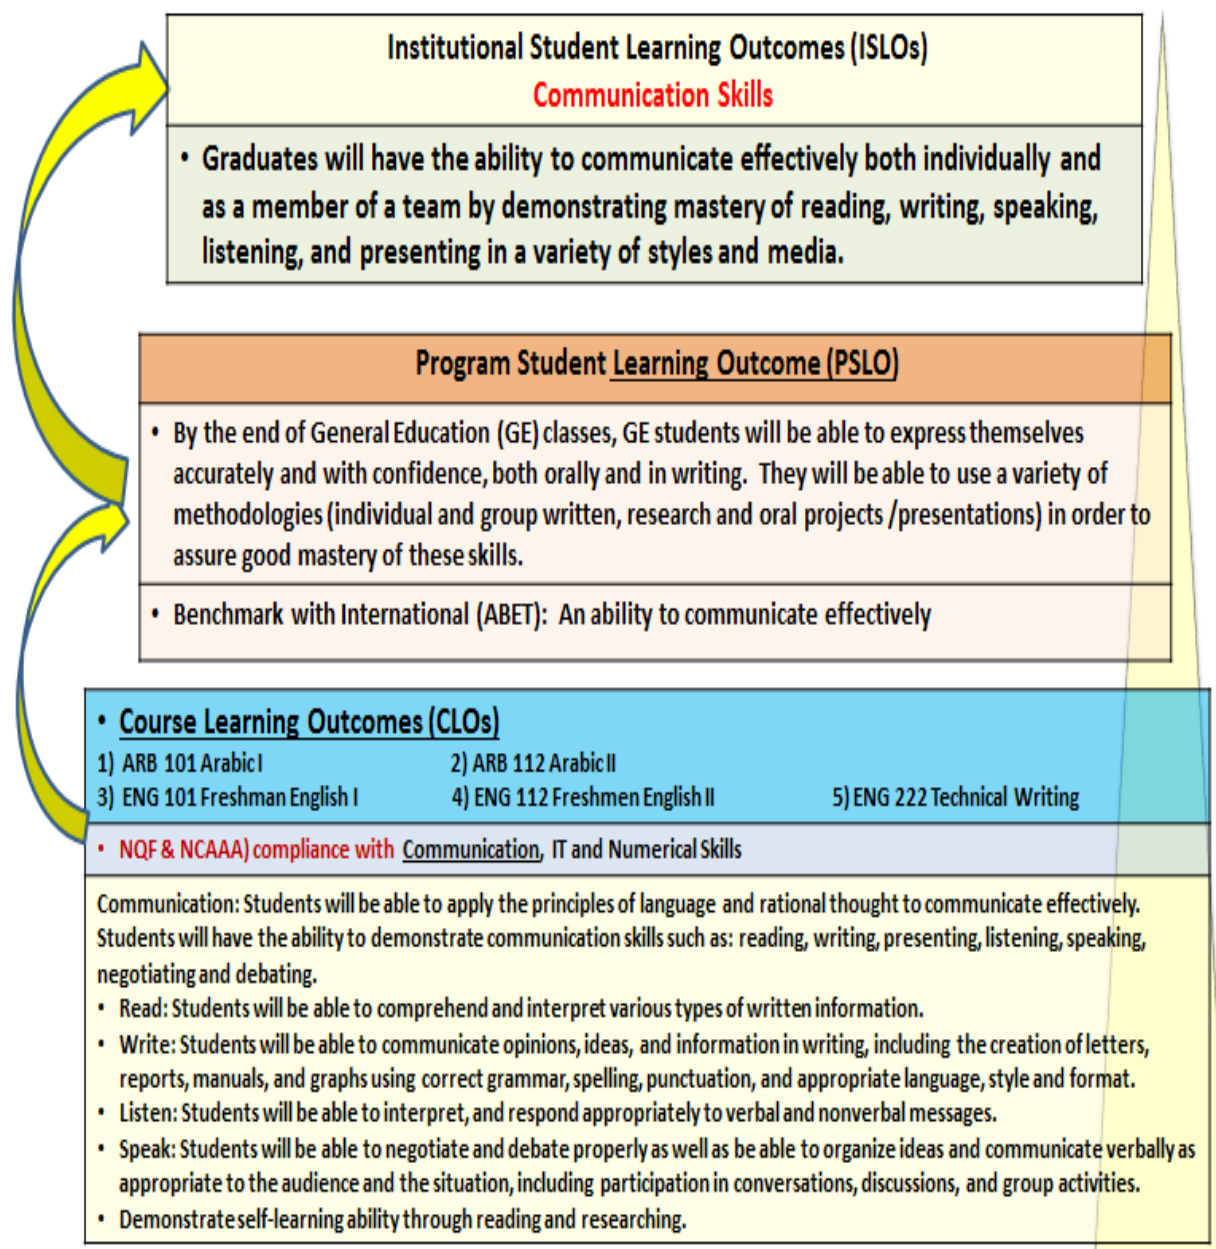 Institutional Student Learning Outcomes (ISLOs)
Communication Skills
• Graduates will have the ability to communicate effectively both individually and
as a member of a team by demonstrating mastery of reading, writing, speaking,
listening, and presenting in a variety of styles and media.
Program Student Learning Outcome (PSLO)
• By the end of General Education (GE) classes, GE students will be able to express themselves
accurately and with confidence, both orally and in writing. They will be able to use a variety of
methodologies (individual and group written, research and oral projects /presentations) in order to
assure good mastery of these skills.
• Benchmark with International (ABET): An ability to communicate effectively
• Course Learning Outcomes (CLOs)
1) ARB 101 Arabic I 2) ARB 112 Arabic II
3) ENG 101 Freshman English I 4) ENG 112 Freshmen English II 5) ENG 222 Technical Writing
• NQF & NCAAA) compliance with Communication, IT and Numerical Skills
Communication: Students will be able to apply the principles of language and rational thought to communicate effectively.
Students will have the ability to demonstrate communication skills such as: reading, writing, presenting, listening, speaking,
negotiating and debating.
• Read: Students will be able to comprehend and interpret various types of written information.
• Write: Students will be able to communicate opinions, ideas, and information in writing, including the creation of letters,
reports, manuals, and graphs using correct grammar, spelling, punctuation, and appropriate language, style and format.
• Listen: Students will be able to interpret, and respond appropriately to verbal and nonverbal messages.
• Speak: Students will be able to negotiate and debate properly as well as be able to organize ideas and communicate verbally as
appropriate to the audience and the situation, including participation in conversations, discussions, and group activities.
• Demonstrate self-learning ability through reading and researching.